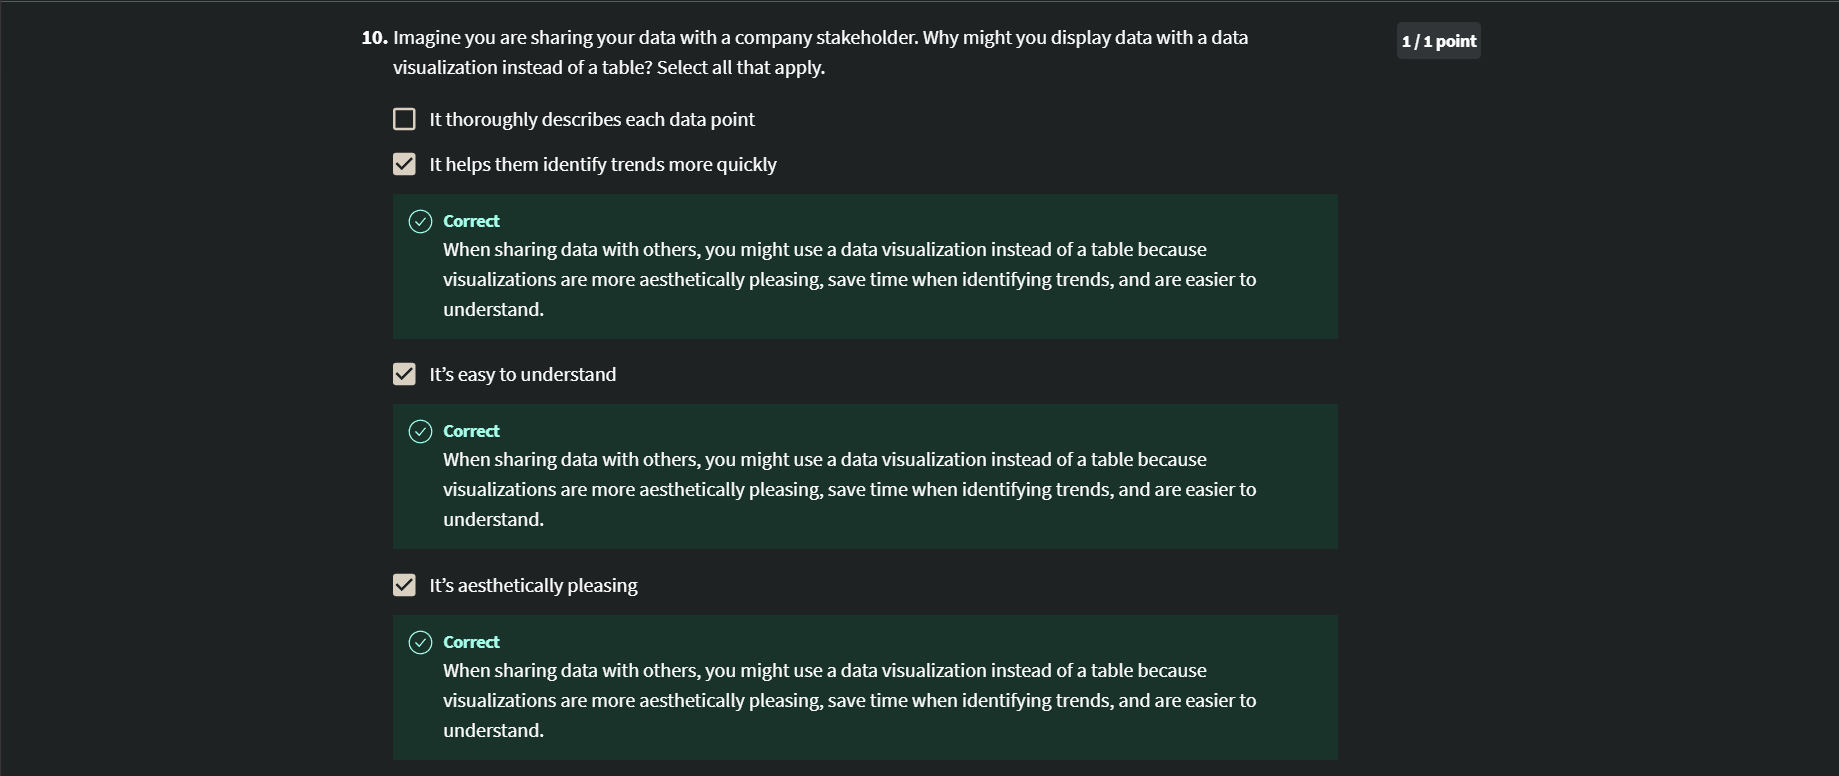 10. Imagine you are sharing your data with a company stakeholder. Why might you display data with a data
visualization instead of a table? Select all that apply.
1 / 1 point
It thoroughly describes each data point
It helps them identify trends more quickly
Correct
When sharing data with others, you might use a data visualization instead of a table because
visualizations are more aesthetically pleasing, save time when identifying trends, and are easier to
understand.
It’s easy to understand
Correct
When sharing data with others, you might use a data visualization instead of a table because
visualizations are more aesthetically pleasing, save time when identifying trends, and are easier to
understand.
It’s aesthetically pleasing
Correct
When sharing data with others, you might use a data visualization instead of a table because
visualizations are more aesthetically pleasing, save time when identifying trends, and are easier to
understand.